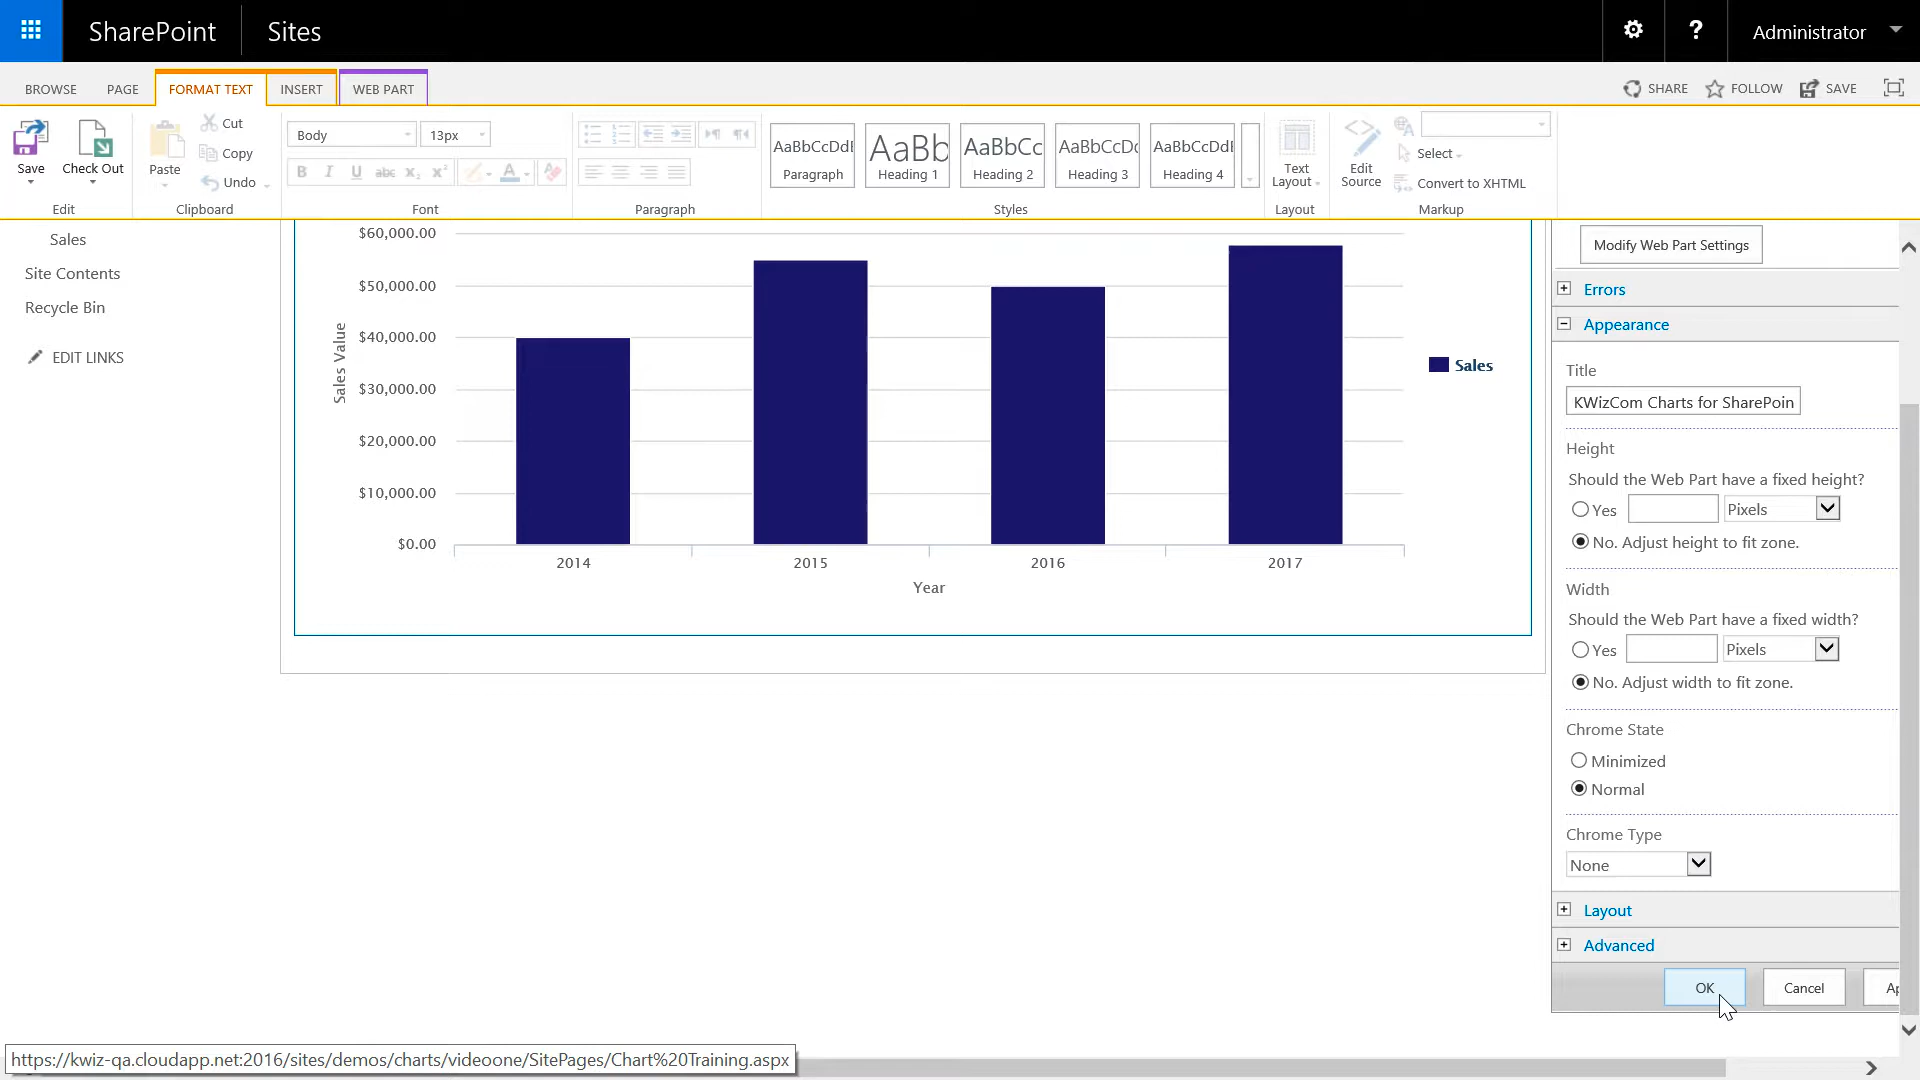 SharePoint Sites Administrator
BROWSE PAGE FORMAT TEXT INSERT WEB PART SHARE FOLLOW SAVE
Save
Check Out
Edit
Paste
Cut
Copy
Undo
Clipboard
Body 13px
B I U abc x₂ x²
A
Font
Paragraph
AaBbCcDdI
Paragraph
AaBb
Heading 1
AaBbCc
Heading 2
AaBbCcDc
Heading 3
AaBbCcDdI
Heading 4
Styles
Text
Layout
Layout
Edit
Source
Select
Convert to XHTML
Markup
Sales
Site Contents
Recycle Bin
EDIT LINKS
$60,000.00
$50,000.00
$40,000.00
$30,000.00
$20,000.00
$10,000.00
$0.00
Sales Value
2014 2015 2016 2017
Year
Sales
Modify Web Part Settings
Errors
Appearance
Title
KWizCom Charts for SharePoin
Height
Should the Web Part have a fixed height?
Yes Pixels
No. Adjust height to fit zone.
Width
Should the Web Part have a fixed width?
Yes Pixels
No. Adjust width to fit zone.
Chrome State
Minimized
Normal
Chrome Type
None
Layout
Advanced
OK Cancel Ap
https://kwiz-qa.cloudapp.net:2016/sites/demos/charts/videoone/SitePages/Chart%20Training.aspx